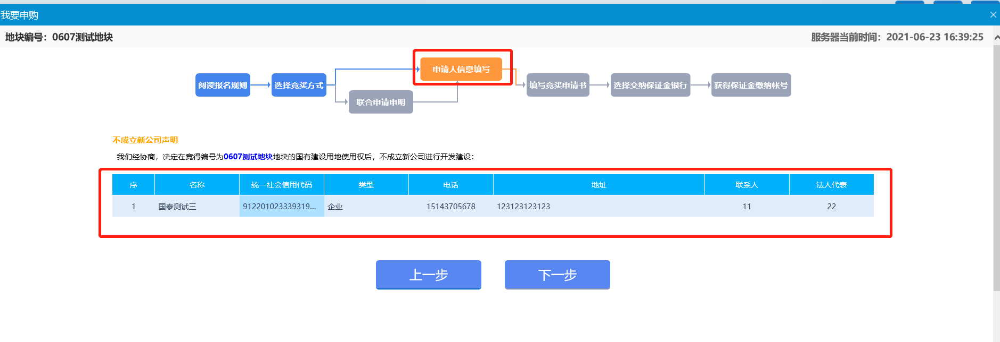 我要申购
地块编号：0607测试地块
服务器当前时间：2021-06-23 16:39:25
阅读报名规则
选择竞买方式
申请人信息填写
联合申请申明
填写竞买申请书
选择交纳保证金银行
获得保证金缴纳帐号
不成立新公司声明
我们经协商，决定在竞得编号为0607测试地块地块的国有建设用地使用权后，不成立新公司进行开发建设：
序 名称 统一社会信用代码 类型 电话 地址 联系人 法人代表
1 国泰测试三 912201023339319... 企业 15143705678 123123123123 11 22
上一步 下一步